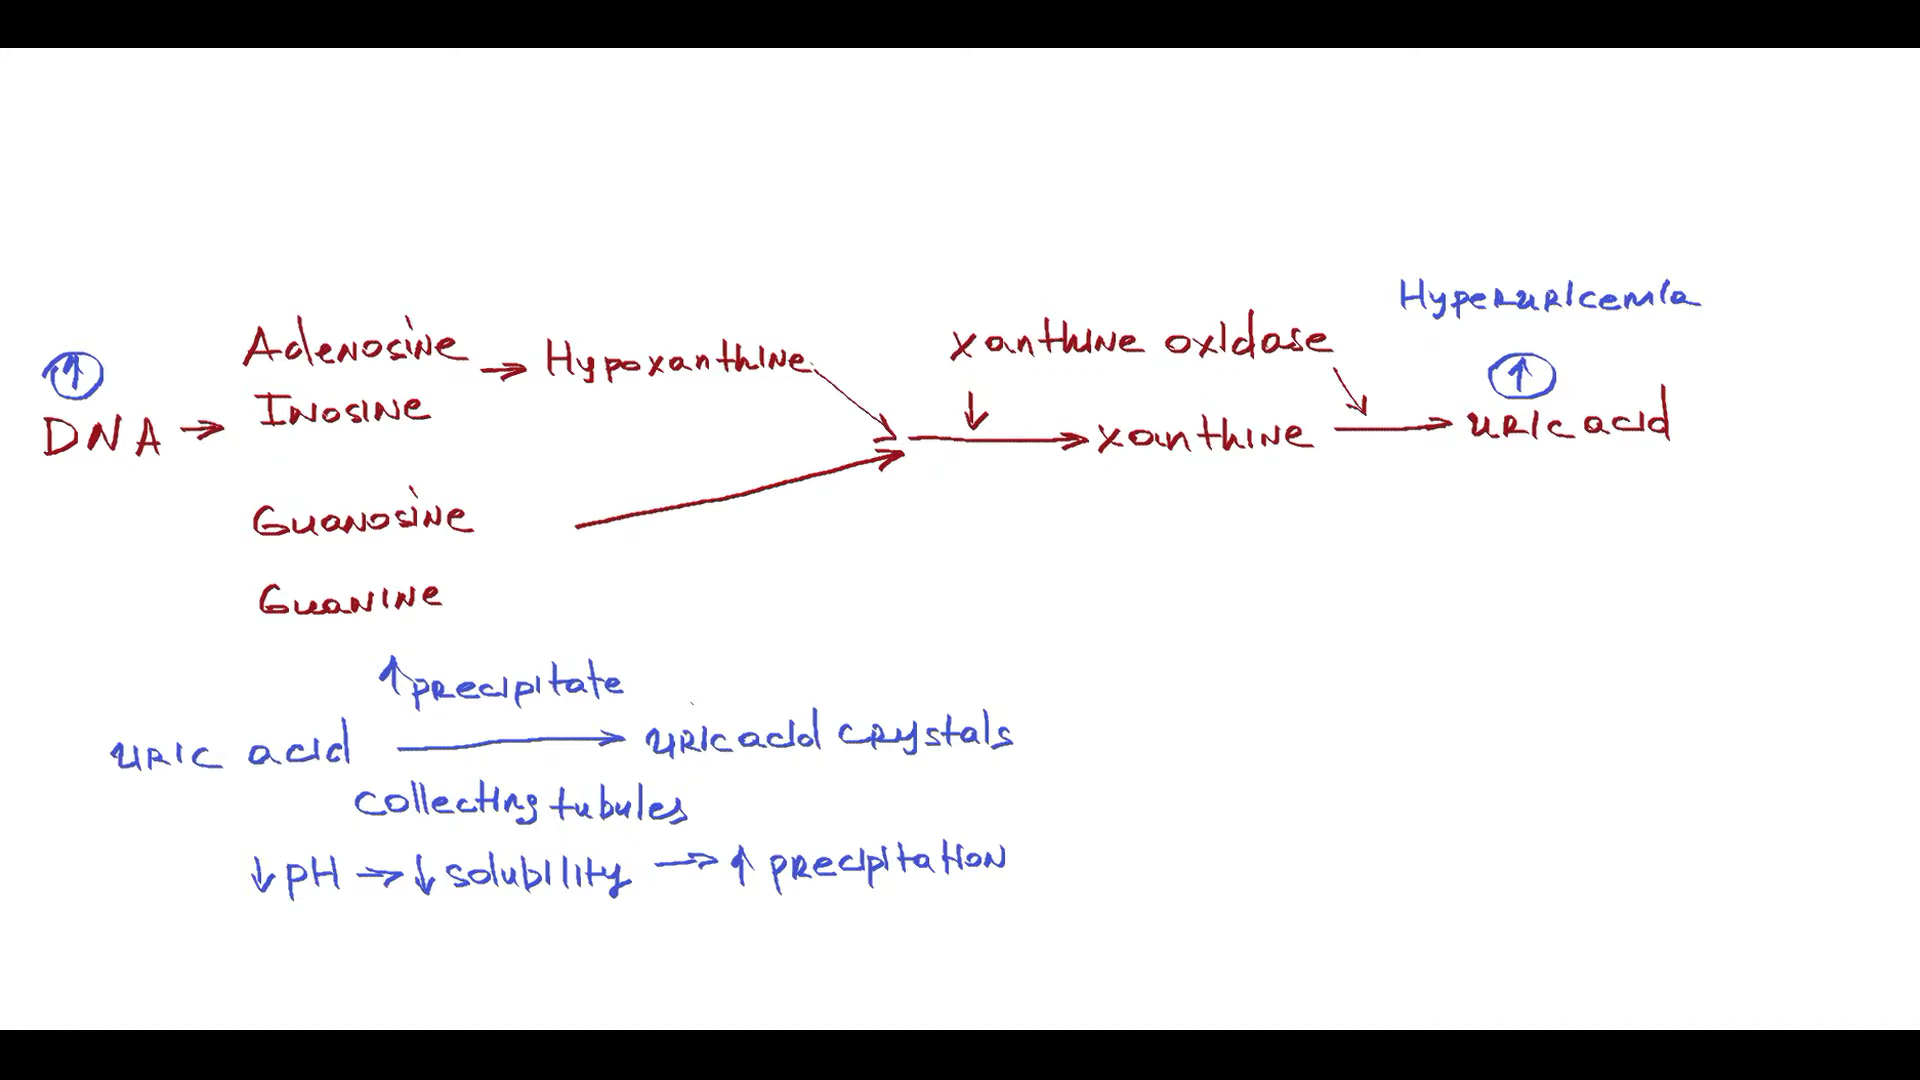 Hyperuricemia
↑
Adenosine → Hypoxanthine
xanthine oxidase
↓
↑
Inosine
DNA →
→ xanthine → uric acid
Guanosine
Guanine
↑ precipitate
uric acid → uric acid crystals
collecting tubules
↓ pH → ↓ solubility → ↑ precipitation